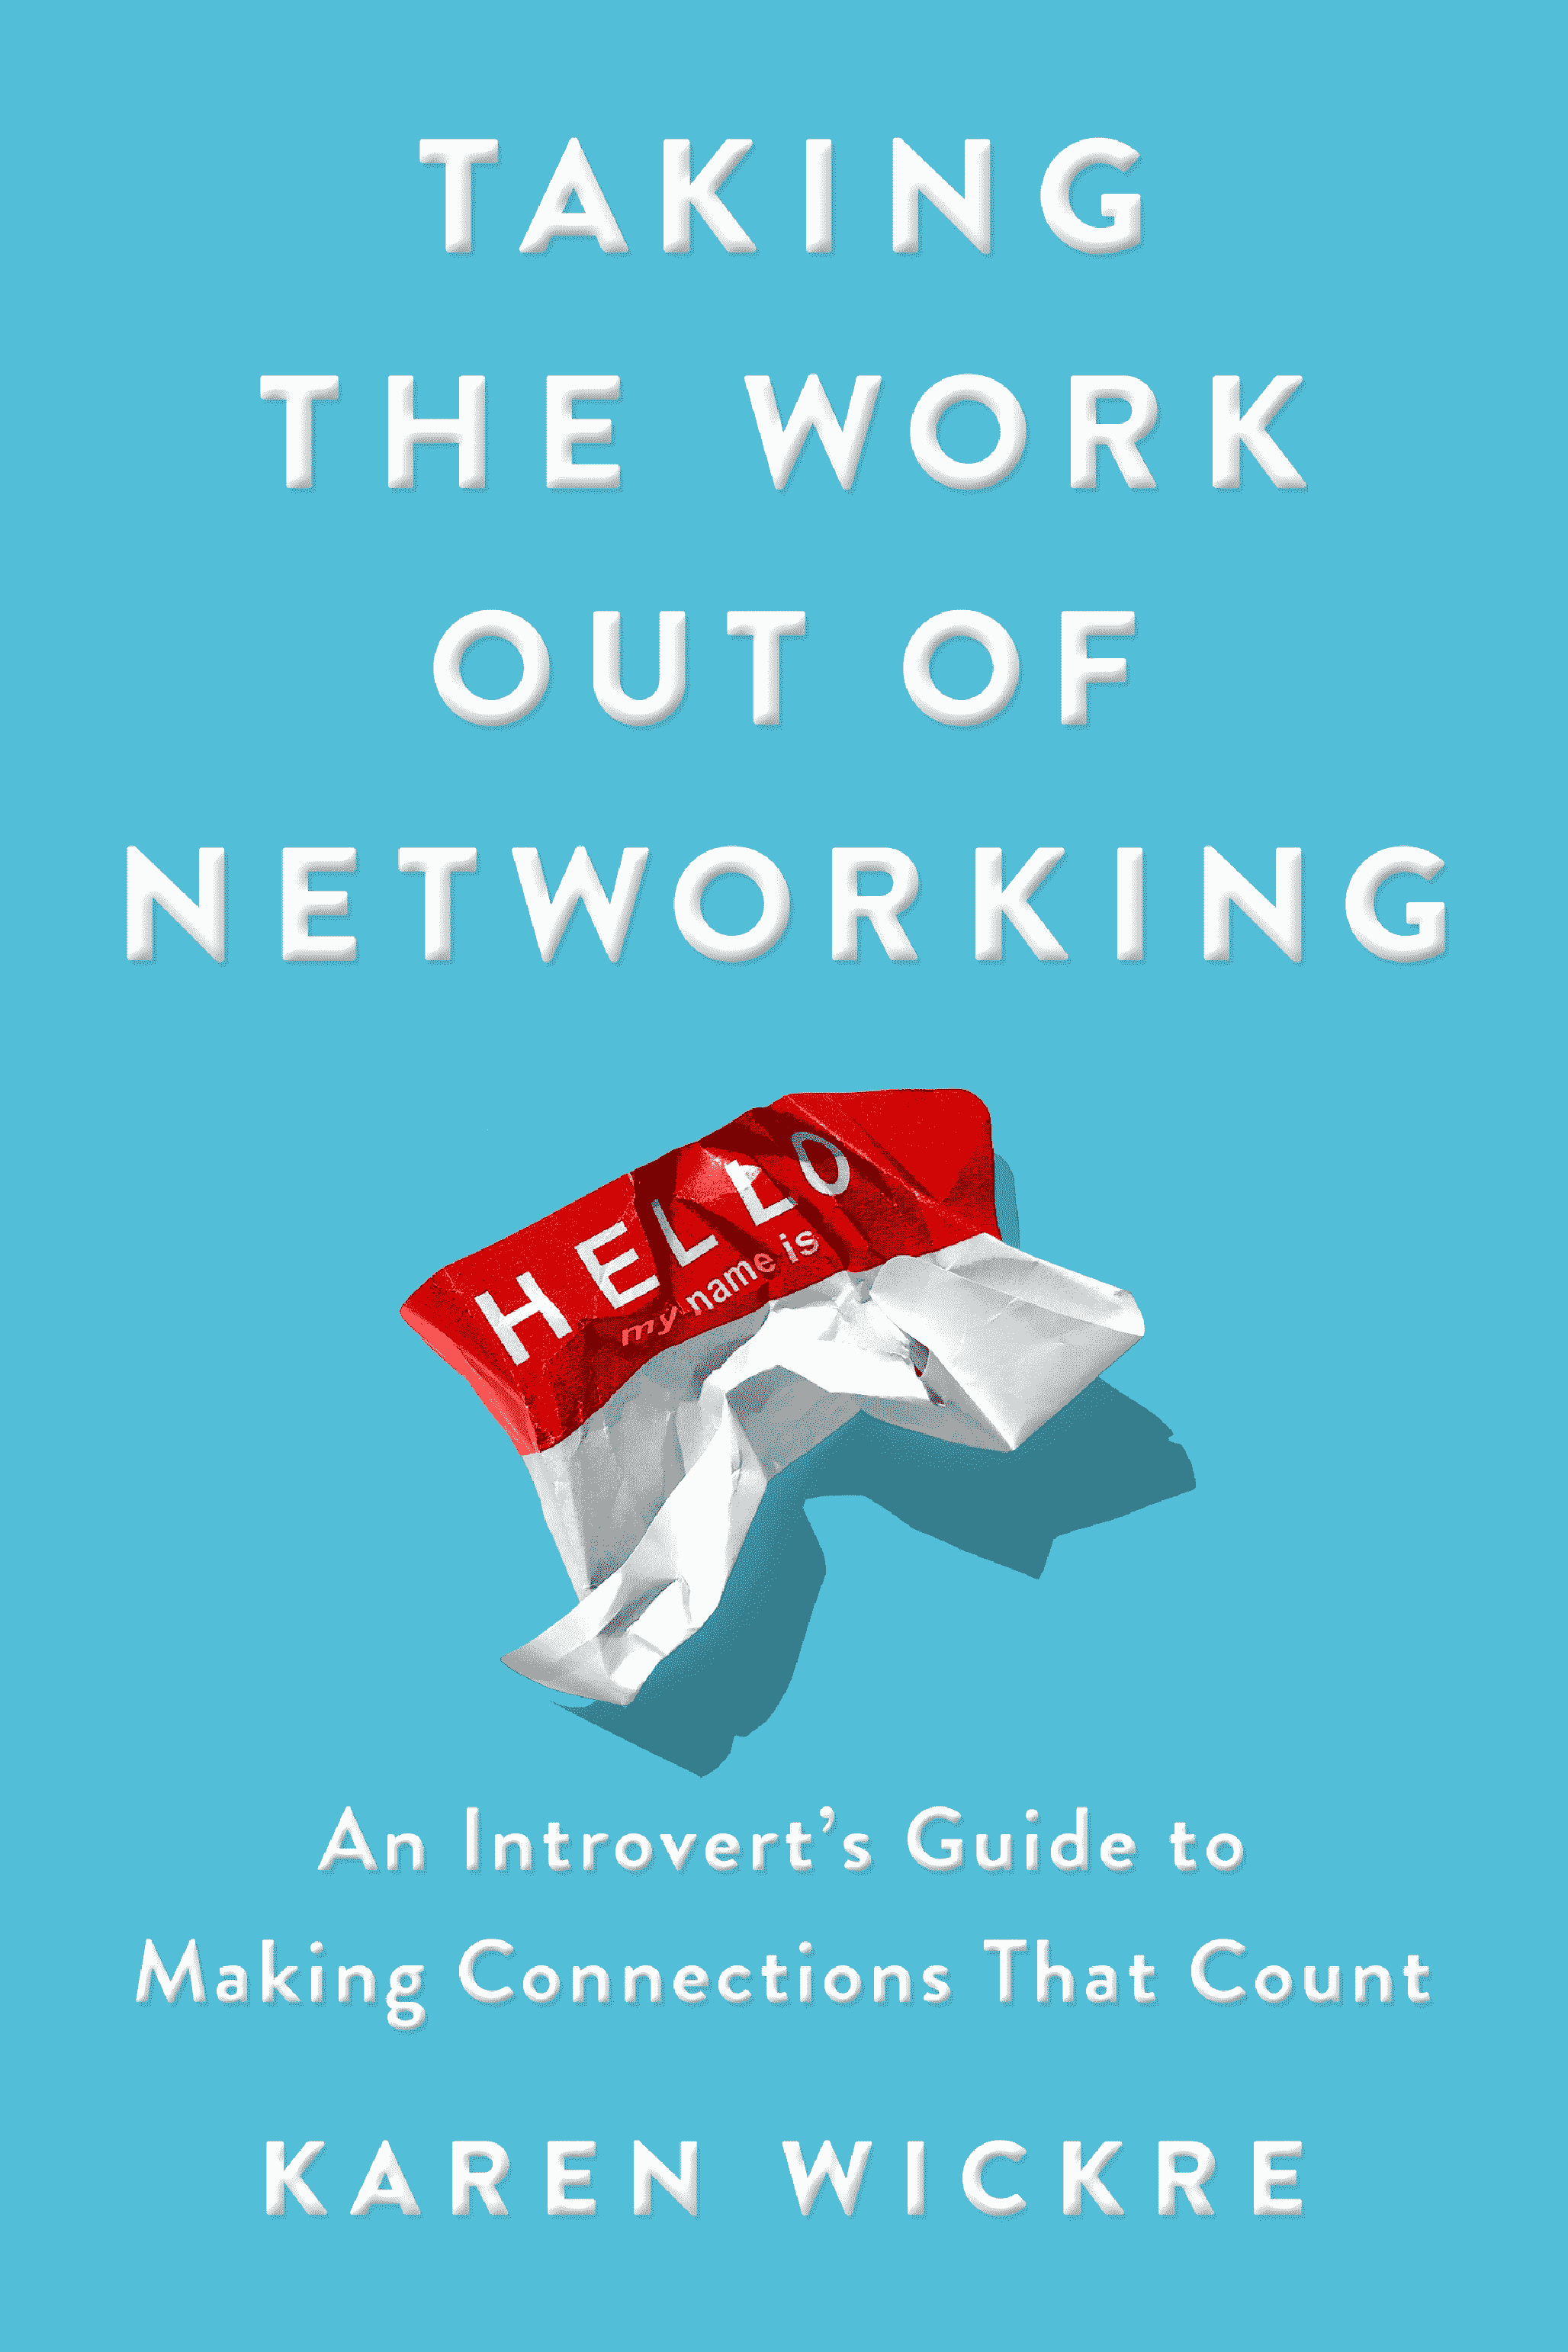 TAKING
THE WORK
OUT OF
NETWORKING
HELLO
my name is
An Introvert’s Guide to
Making Connections That Count
KAREN WICKRE